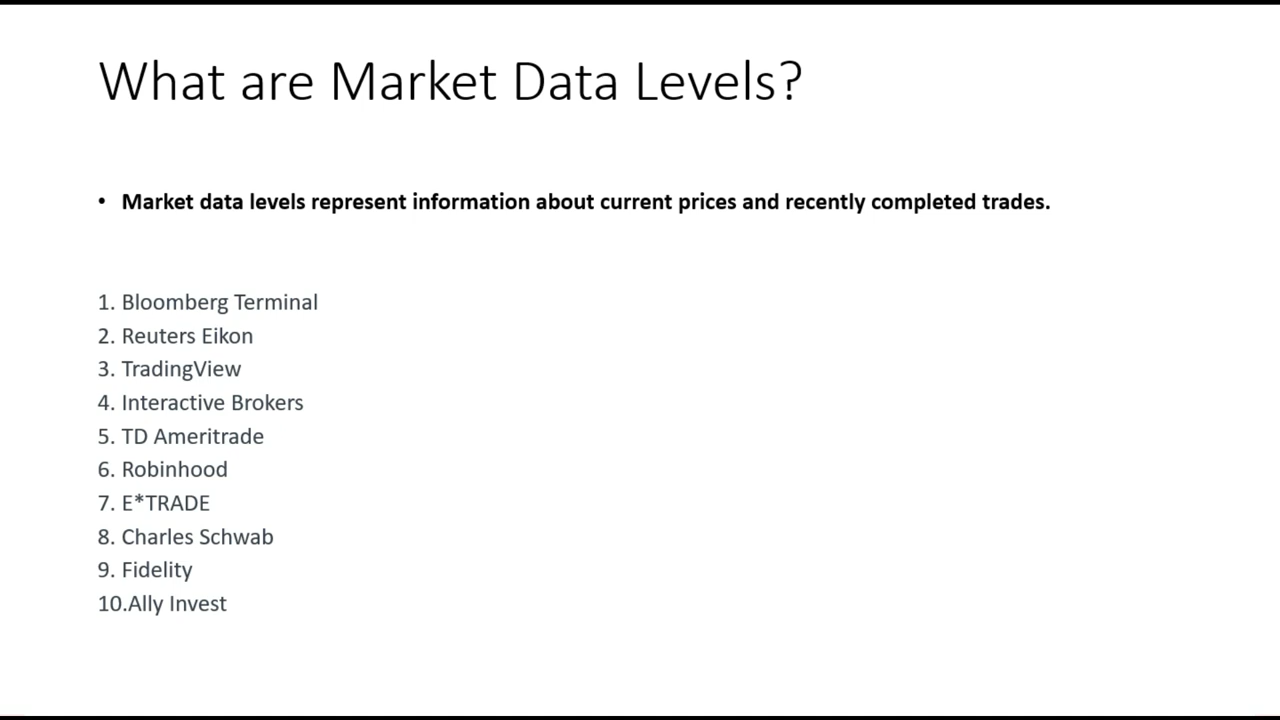 What are Market Data Levels?
• Market data levels represent information about current prices and recently completed trades.
1. Bloomberg Terminal
2. Reuters Eikon
3. TradingView
4. Interactive Brokers
5. TD Ameritrade
6. Robinhood
7. E*TRADE
8. Charles Schwab
9. Fidelity
10.Ally Invest